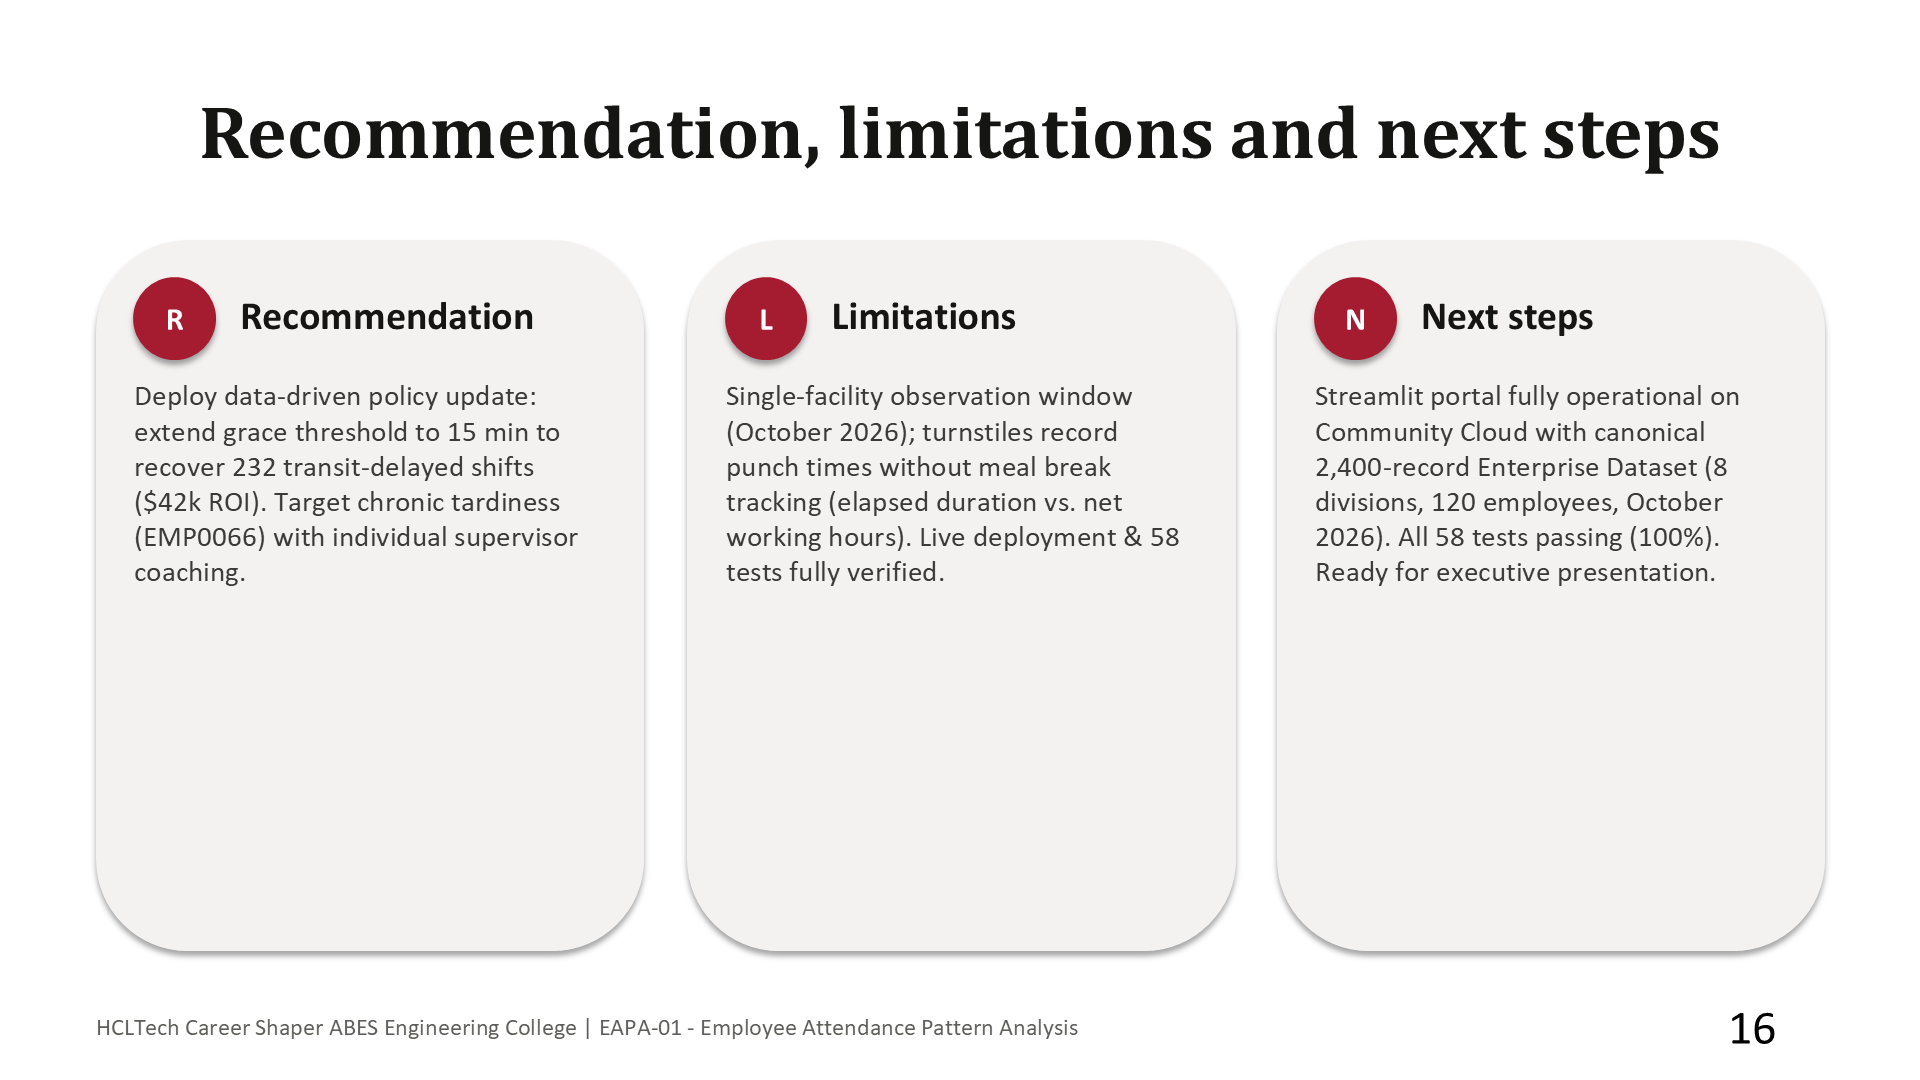 Recommendation, limitations and next steps
R
Recommendation
Deploy data-driven policy update:
extend grace threshold to 15 min to
recover 232 transit-delayed shifts
($42k ROI). Target chronic tardiness
(EMP0066) with individual supervisor
coaching.
L
Limitations
Single-facility observation window
(October 2026); turnstiles record
punch times without meal break
tracking (elapsed duration vs. net
working hours). Live deployment & 58
tests fully verified.
N
Next steps
Streamlit portal fully operational on
Community Cloud with canonical
2,400-record Enterprise Dataset (8
divisions, 120 employees, October
2026). All 58 tests passing (100%).
Ready for executive presentation.
HCLTech Career Shaper ABES Engineering College | EAPA-01 - Employee Attendance Pattern Analysis
16